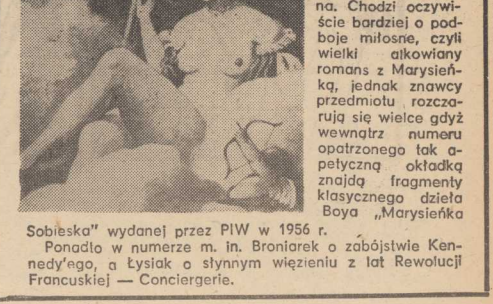 na. Chodzi oczywi-
ście bardziej o pod-
boje miłosne, czyli
wielki alkowiany
romans z Marysień-
ką, jednak znawcy
przedmiotu rozcza-
rują się wielce gdyż
wewnątrz numeru
opatrzonego tak a-
petyczną okładką
znajdą fragmenty
klasycznego dzieła
Boya „Marysieńka
Sobieska" wydanej przez PIW w 1956 r.
Ponadto w numerze m. in. Broniarek o zabójstwie Ken-
nedy'ego, a Łysiak o słynnym więzieniu z lat Rewolucji
Francuskiej — Conciergerie.